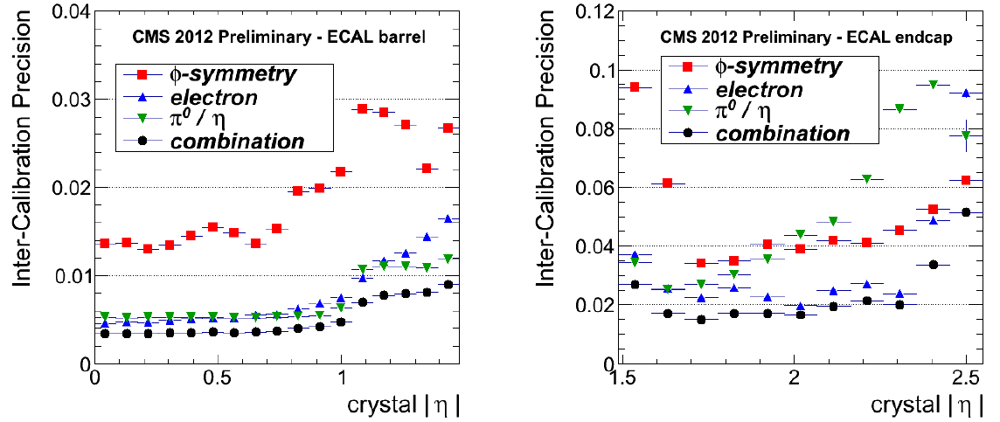 Inter-Calibration Precision
0.04
0.03
0.02
0.01
0
CMS 2012 Preliminary - ECAL barrel
ϕ-symmetry
electron
π⁰ / η
combination
0
0.5
1
crystal | η |
Inter-Calibration Precision
0.12
0.1
0.08
0.06
0.04
0.02
0
CMS 2012 Preliminary - ECAL endcap
ϕ-symmetry
electron
π⁰ / η
combination
1.5
2
2.5
crystal | η |